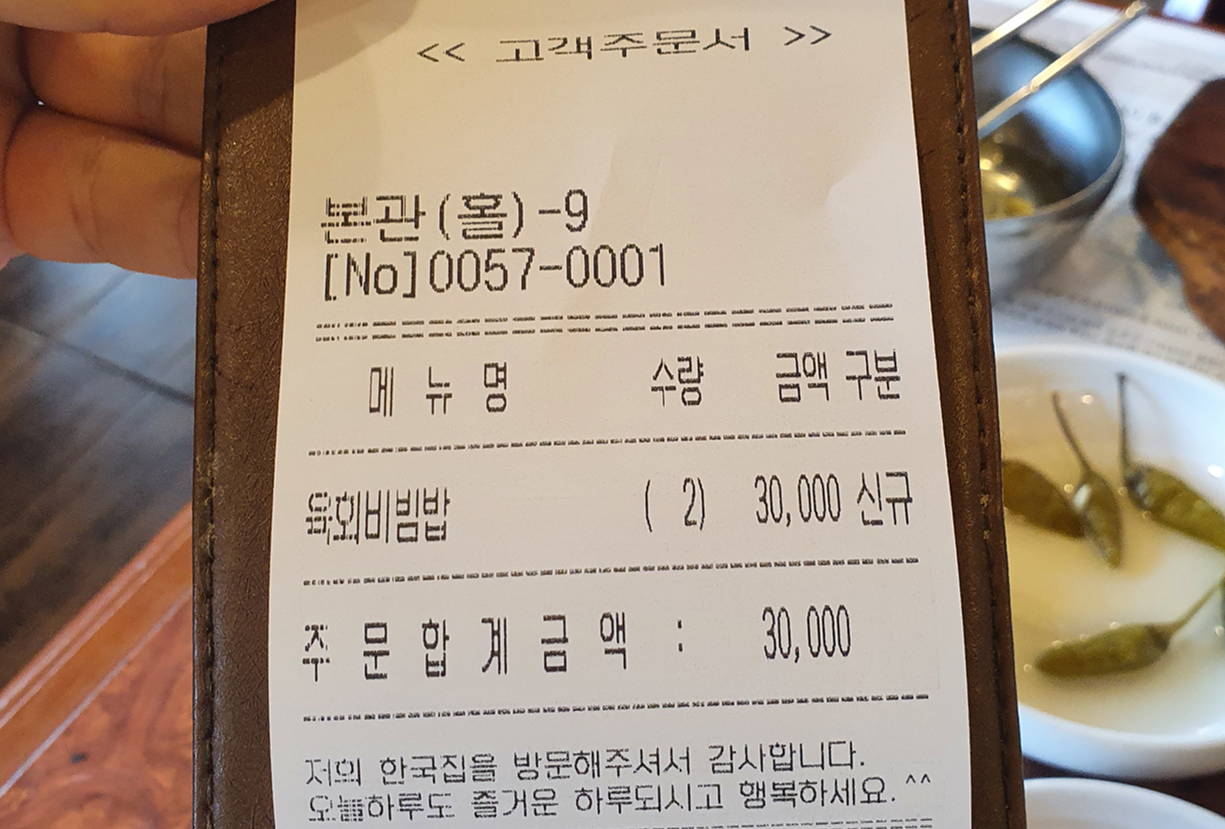 << 고객주문서 >>
본관(홀)-9
[No]0057-0001
메 뉴 명 수량 금액 구분
육회비빔밥 ( 2) 30,000 신규
주 문 합 계 금 액 : 30,000
저희 한국집을 방문해주셔서 감사합니다.
오늘하루도 즐거운 하루되시고 행복하세요.^^